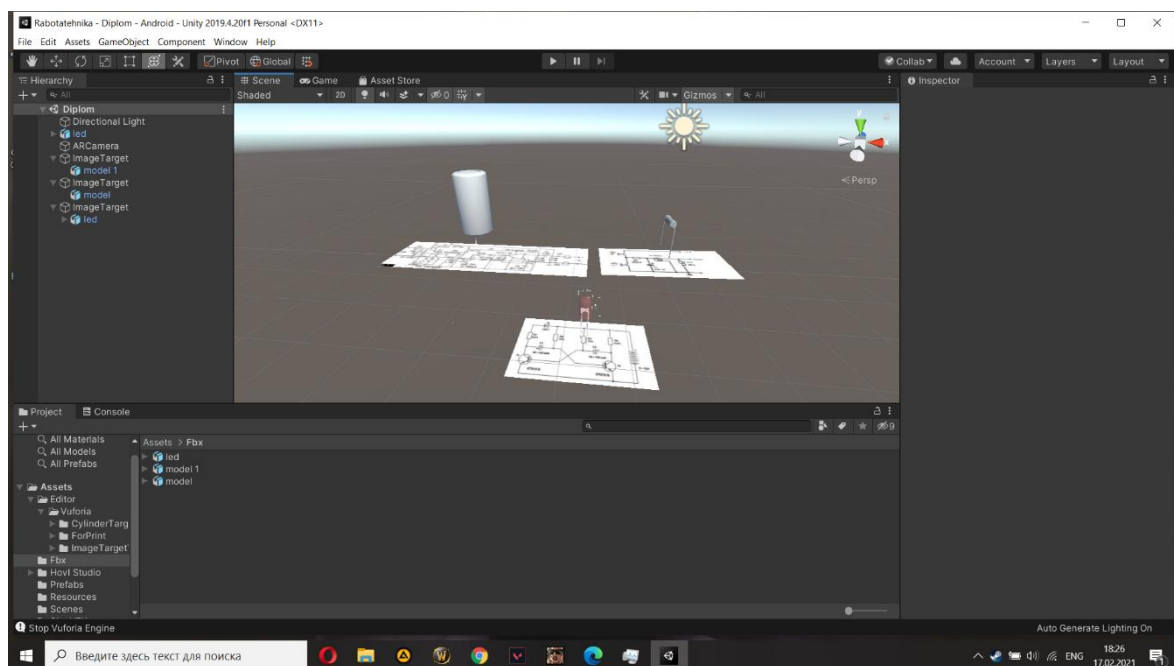 Rabotatehnika - Diplom - Android - Unity 2019.4.20f1 Personal <DX11>
File Edit Assets GameObject Component Window Help
Pivot Global Collab Account Layers Layout
Hierarchy Scene Game Asset Store Inspector
All Shaded 2D 0 Gizmos All
Diplom
Directional Light
led
ARCamera
ImageTarget
model 1
ImageTarget
model
ImageTarget
led
Persp
Project Console
9
All Materials
All Models
All Prefabs
Assets
Editor
Vuforia
CylinderTarg
ForPrint
ImageTarget
Fbx
Hovl Studio
Prefabs
Resources
Scenes
Assets > Fbx
led
model 1
model
Stop Vuforia Engine Auto Generate Lighting On
Введите здесь текст для поиска ENG 18:26
17.02.2021